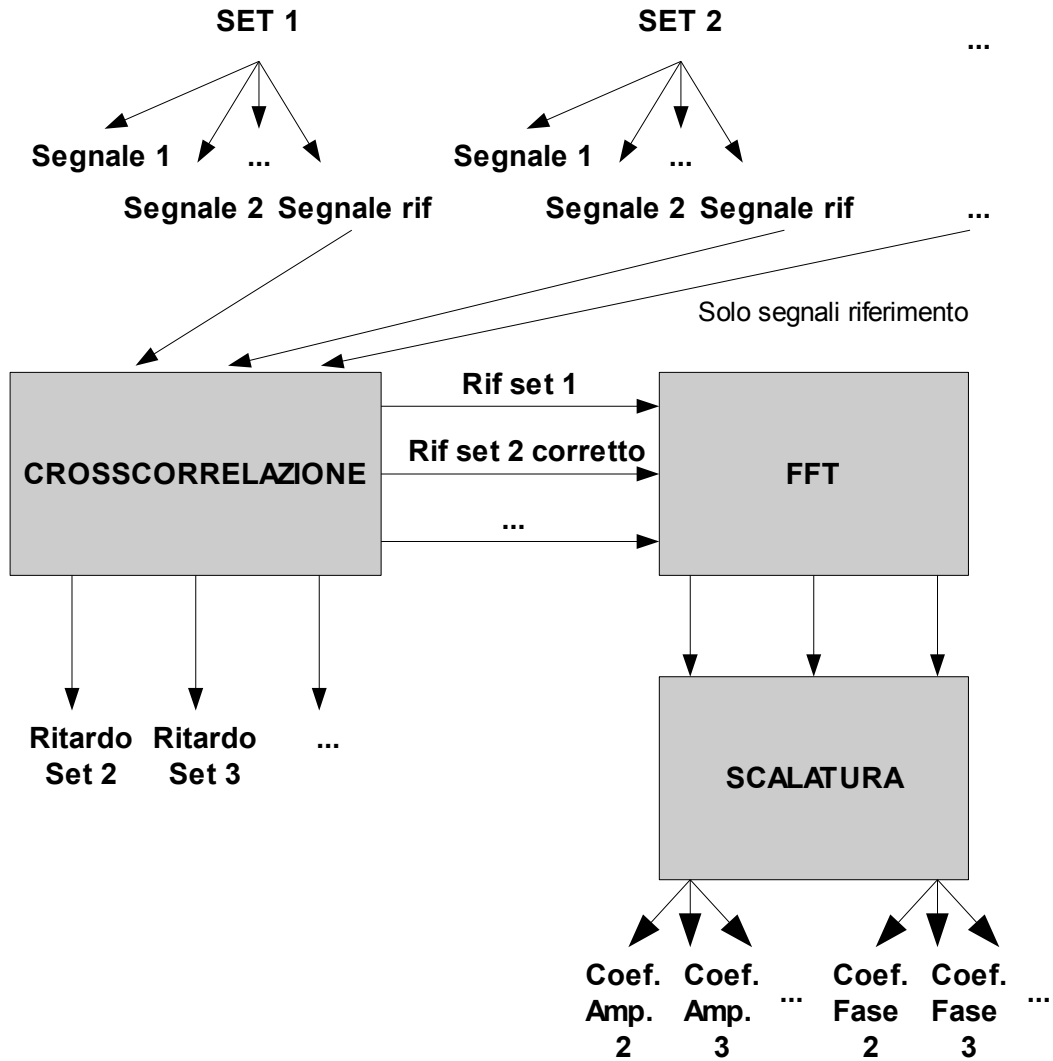 SET 1
SET 2
...
Segnale 1
...
Segnale 1
...
Segnale 2
Segnale rif
Segnale 2
Segnale rif
...
Solo segnali riferimento
CROSSCORRELAZIONE
Rif set 1
Rif set 2 corretto
...
FFT
Ritardo
Set 2
Ritardo
Set 3
...
SCALATURA
Coef.
Amp.
2
Coef.
Amp.
3
...
Coef.
Fase
2
Coef.
Fase
3
...